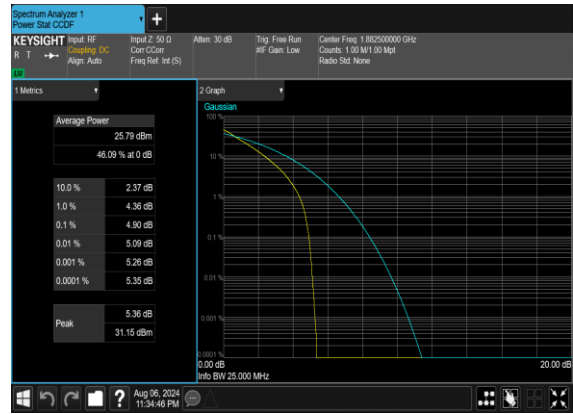 Spectrum Analyzer 1
Power Stat CCDF
KEYSIGHT
R T
LW
Input: RF
Coupling: DC
Align: Auto
Input Z: 50 Ω
Corr CCorr
Freq Ref: Int (S)
Atten: 30 dB
Trig: Free Run
#IF Gain: Low
Center Freq: 1.882500000 GHz
Counts: 1.00 M/1.00 Mpt
Radio Std: None
1 Metrics
Average Power
25.79 dBm
46.09 % at 0 dB
10.0 % 2.37 dB
1.0 % 4.36 dB
0.1 % 4.90 dB
0.01 % 5.09 dB
0.001 % 5.26 dB
0.0001 % 5.35 dB
Peak
5.36 dB
31.15 dBm
2 Graph
Gaussian
100 %
10 %
1 %
0.1 %
0.01 %
0.001 %
0.0001 %
0.00 dB 20.00 dB
Info BW 25.000 MHz
?
Aug 06, 2024
11:34:46 PM